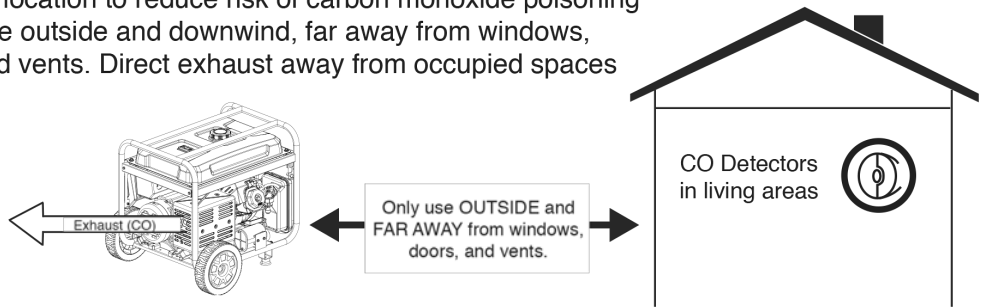 location to reduce risk of carbon monoxide poisoning
e outside and downwind, far away from windows,
d vents. Direct exhaust away from occupied spaces
CO Detectors
in living areas
Only use OUTSIDE and
FAR AWAY from windows,
doors, and vents.
Exhaust (CO)